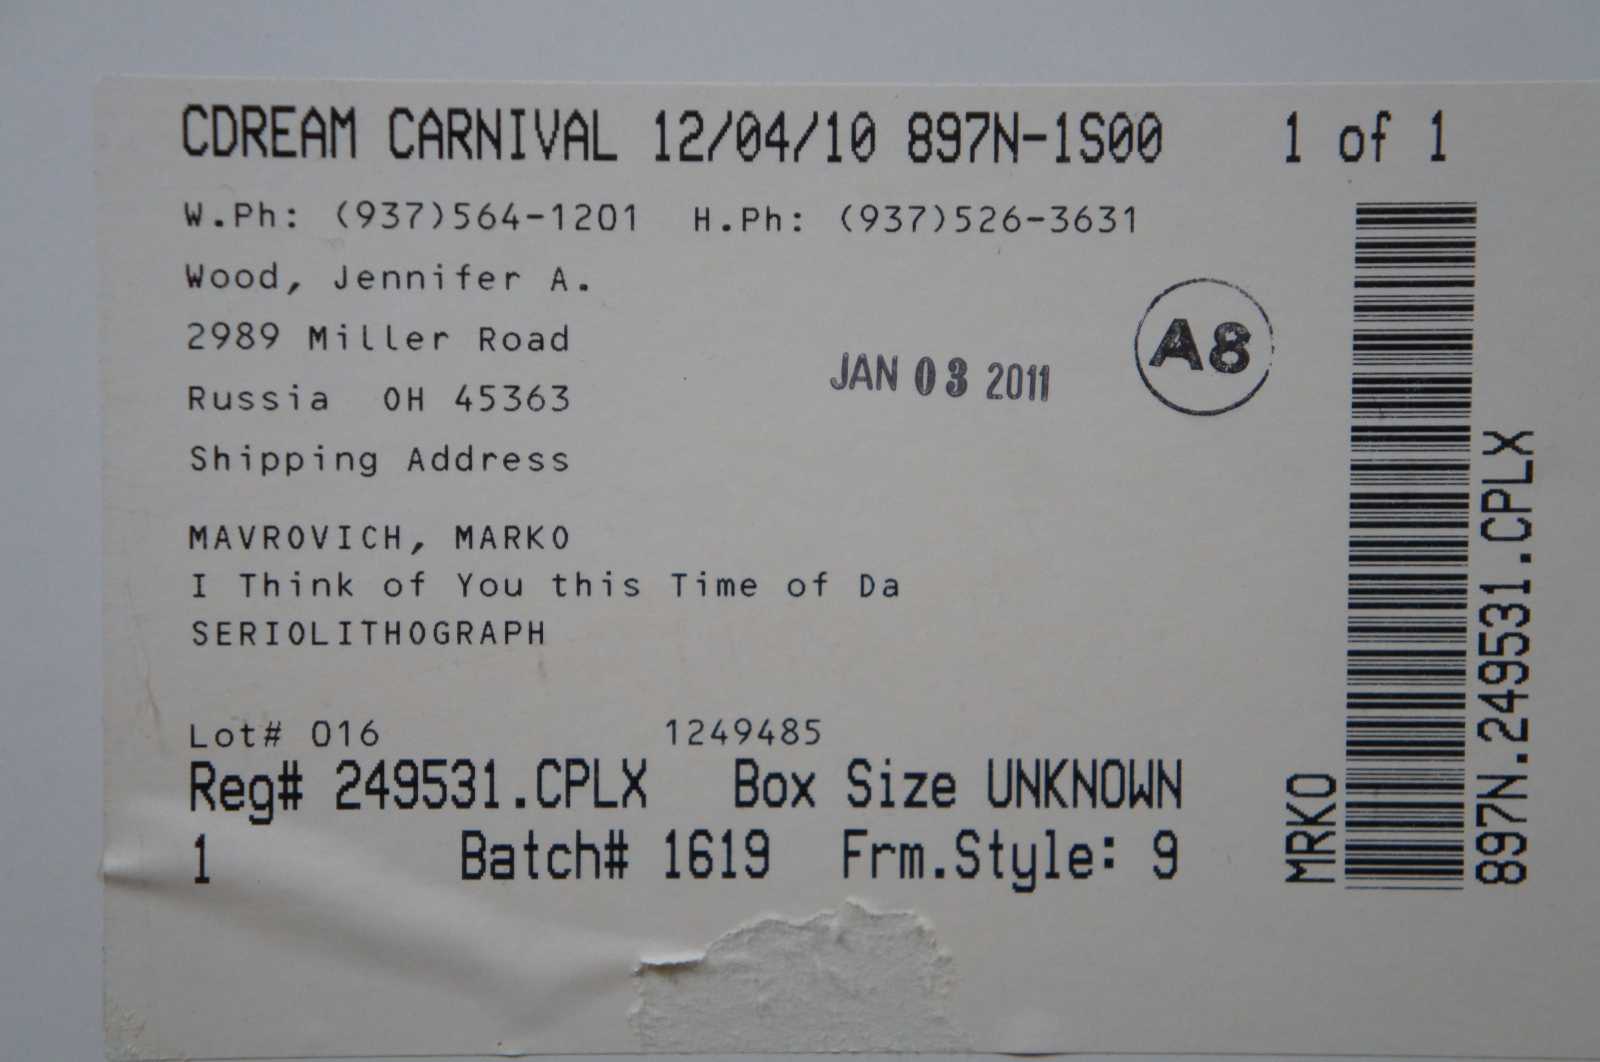 CDREAM CARNIVAL 12/04/10 897N-1S00 1 of 1
W.Ph: (937)564-1201 H.Ph: (937)526-3631
Wood, Jennifer A.
2989 Miller Road
Russia OH 45363
Shipping Address
JAN 03 2011
A8
MAVROVICH, MARKO
I Think of You this Time of Da
SERIOLITHOGRAPH
Lot# 016 1249485
Reg# 249531.CPLX Box Size UNKNOWN
1 Batch# 1619 Frm.Style: 9
MRKO
897N.249531.CPLX